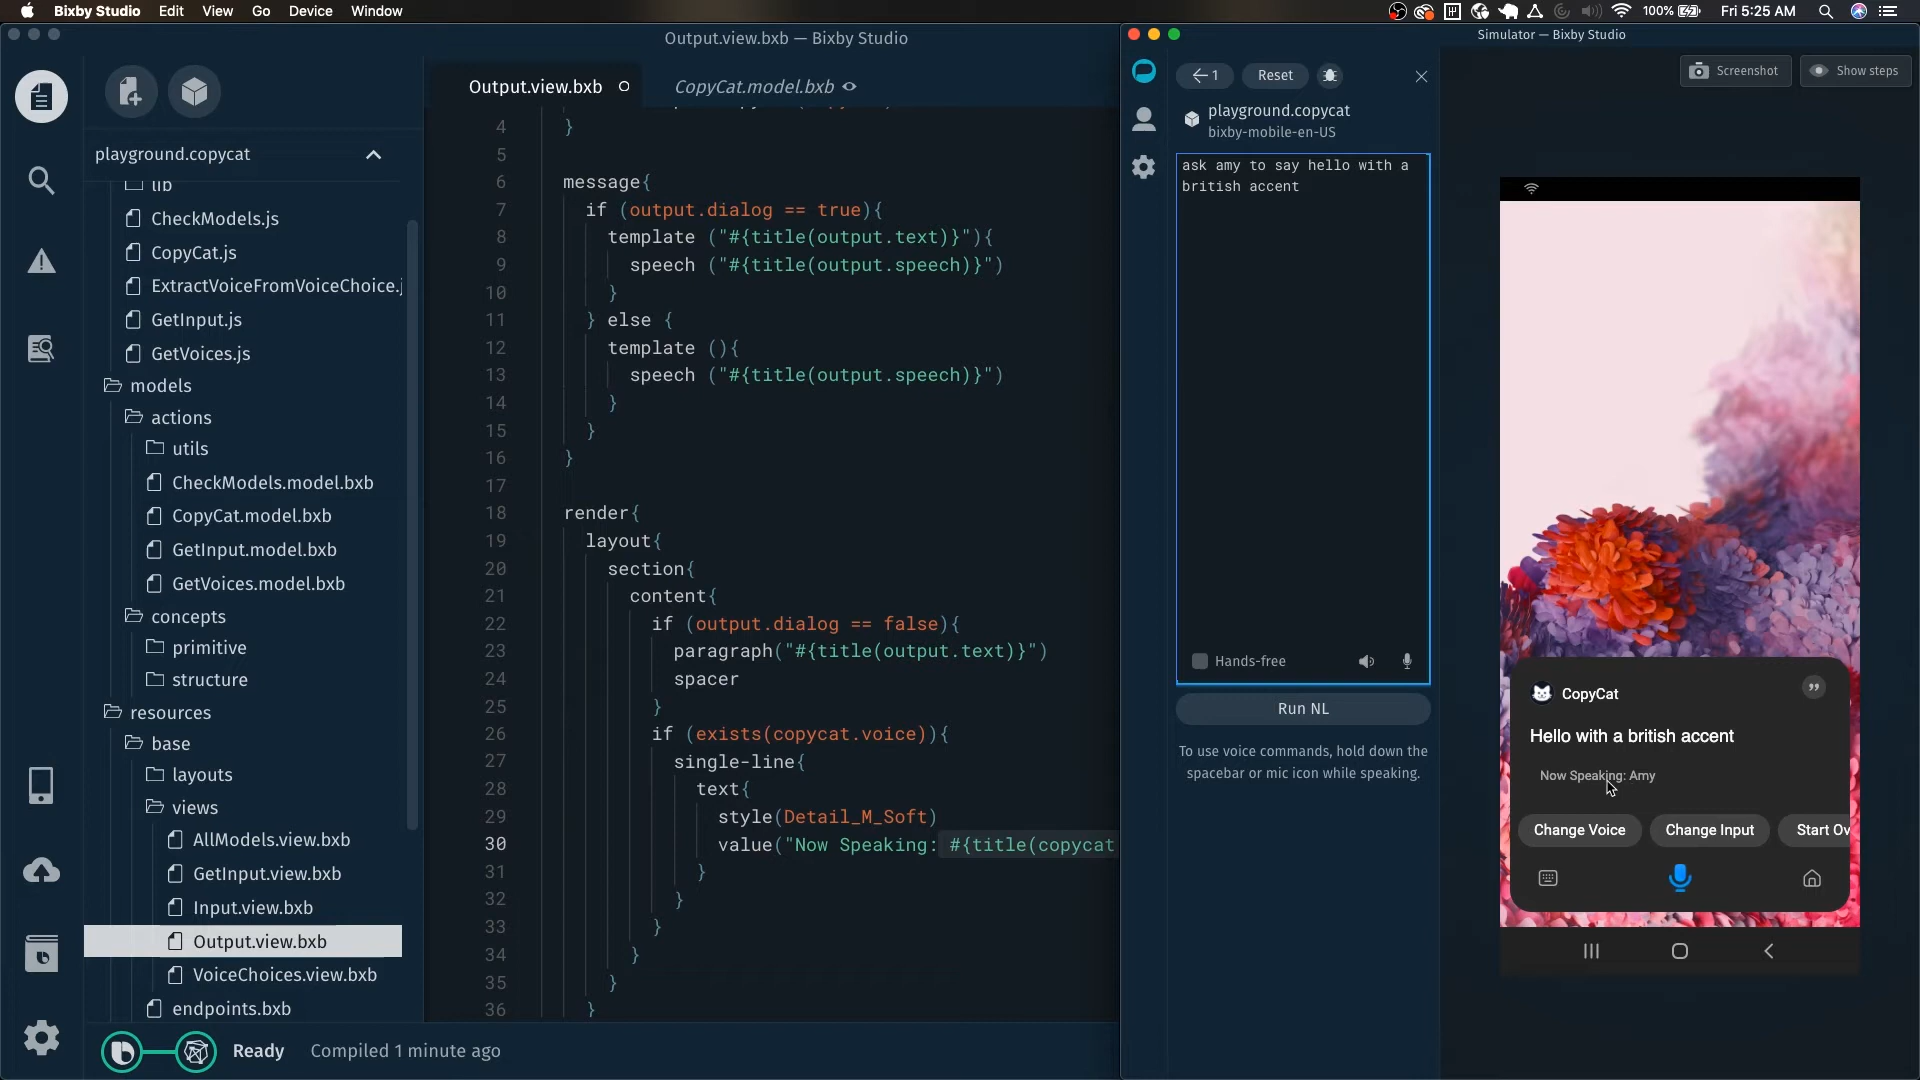 Bixby Studio Edit View Go Device Window
100% Fri 5:25 AM
Output.view.bxb — Bixby Studio
Output.view.bxb
CopyCat.model.bxb
playground.copycat
lib
CheckModels.js
CopyCat.js
ExtractVoiceFromVoiceChoice.j
GetInput.js
GetVoices.js
models
actions
utils
CheckModels.model.bxb
CopyCat.model.bxb
GetInput.model.bxb
GetVoices.model.bxb
concepts
primitive
structure
resources
base
layouts
views
AllModels.view.bxb
GetInput.view.bxb
Input.view.bxb
Output.view.bxb
VoiceChoices.view.bxb
endpoints.bxb
Ready Compiled 1 minute ago
4 }
5
6 message{
7 if (output.dialog == true){
8 template ("#{title(output.text)}"){
9 speech ("#{title(output.speech)}")
10 }
11 } else {
12 template (){
13 speech ("#{title(output.speech)}")
14 }
15 }
16 }
17
18 render{
19 layout{
20 section{
21 content{
22 if (output.dialog == false){
23 paragraph("#{title(output.text)}")
24 spacer
25 }
26 if (exists(copycat.voice)){
27 single-line{
28 text{
29 style(Detail_M_Soft)
30 value("Now Speaking: #{title(copycat
31 }
32 }
33 }
34 }
35 }
36 }
Simulator — Bixby Studio
1
Reset
Screenshot
Show steps
playground.copycat
bixby-mobile-en-US
ask amy to say hello with a
british accent
Hands-free
Run NL
To use voice commands, hold down the
spacebar or mic icon while speaking.
CopyCat
Hello with a british accent
Now Speaking: Amy
Change Voice
Change Input
Start Ov